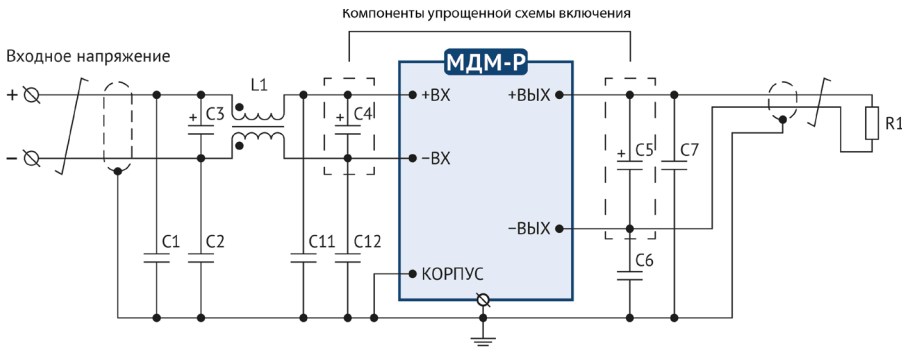 Компоненты упрощенной схемы включения
Входное напряжение
МДМ-Р
+
L1
+ВХ
+ВЫХ
+
C3
+
C4
R1
–
–ВХ
+
C5
C7
–ВЫХ
C1
C2
C11
C12
C6
КОРПУС